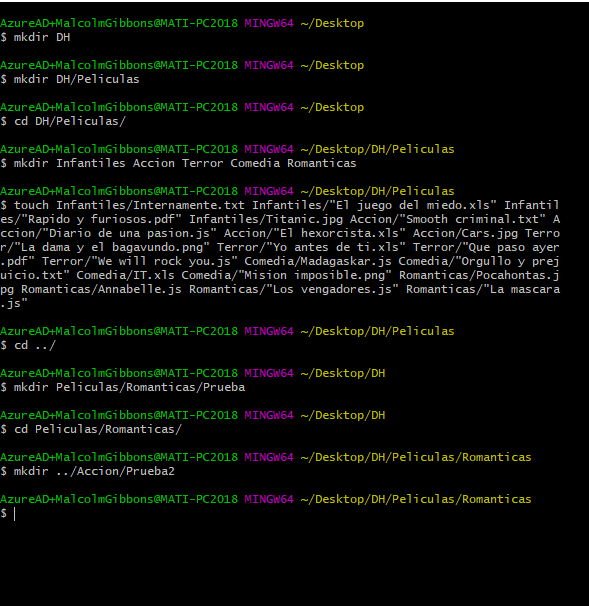 AzureAD+MalcolmGibbons@MATI-PC2018 MINGW64 ~/Desktop
$ mkdir DH
AzureAD+MalcolmGibbons@MATI-PC2018 MINGW64 ~/Desktop
$ mkdir DH/Peliculas
AzureAD+MalcolmGibbons@MATI-PC2018 MINGW64 ~/Desktop
$ cd DH/Peliculas/
AzureAD+MalcolmGibbons@MATI-PC2018 MINGW64 ~/Desktop/DH/Peliculas
$ mkdir Infantiles Accion Terror Comedia Romanticas
AzureAD+MalcolmGibbons@MATI-PC2018 MINGW64 ~/Desktop/DH/Peliculas
$ touch Infantiles/Internamente.txt Infantiles/"El juego del miedo.xls" Infantil
es/"Rapido y furiosos.pdf" Infantiles/Titanic.jpg Accion/"Smooth criminal.txt" A
ccion/"Diario de una pasion.js" Accion/"El hexorcista.xls" Accion/Cars.jpg Terro
r/"La dama y el bagavundo.png" Terror/"Yo antes de ti.xls" Terror/"Que paso ayer
.pdf" Terror/"We will rock you.js" Comedia/Madagaskar.js Comedia/"Orgullo y prej
uicio.txt" Comedia/IT.xls Comedia/"Mision imposible.png" Romanticas/Pocahontas.j
pg Romanticas/Annabelle.js Romanticas/"Los vengadores.js" Romanticas/"La mascara
.js"
AzureAD+MalcolmGibbons@MATI-PC2018 MINGW64 ~/Desktop/DH/Peliculas
$ cd ../
AzureAD+MalcolmGibbons@MATI-PC2018 MINGW64 ~/Desktop/DH
$ mkdir Peliculas/Romanticas/Prueba
AzureAD+MalcolmGibbons@MATI-PC2018 MINGW64 ~/Desktop/DH
$ cd Peliculas/Romanticas/
AzureAD+MalcolmGibbons@MATI-PC2018 MINGW64 ~/Desktop/DH/Peliculas/Romanticas
$ mkdir ../Accion/Prueba2
AzureAD+MalcolmGibbons@MATI-PC2018 MINGW64 ~/Desktop/DH/Peliculas/Romanticas
$